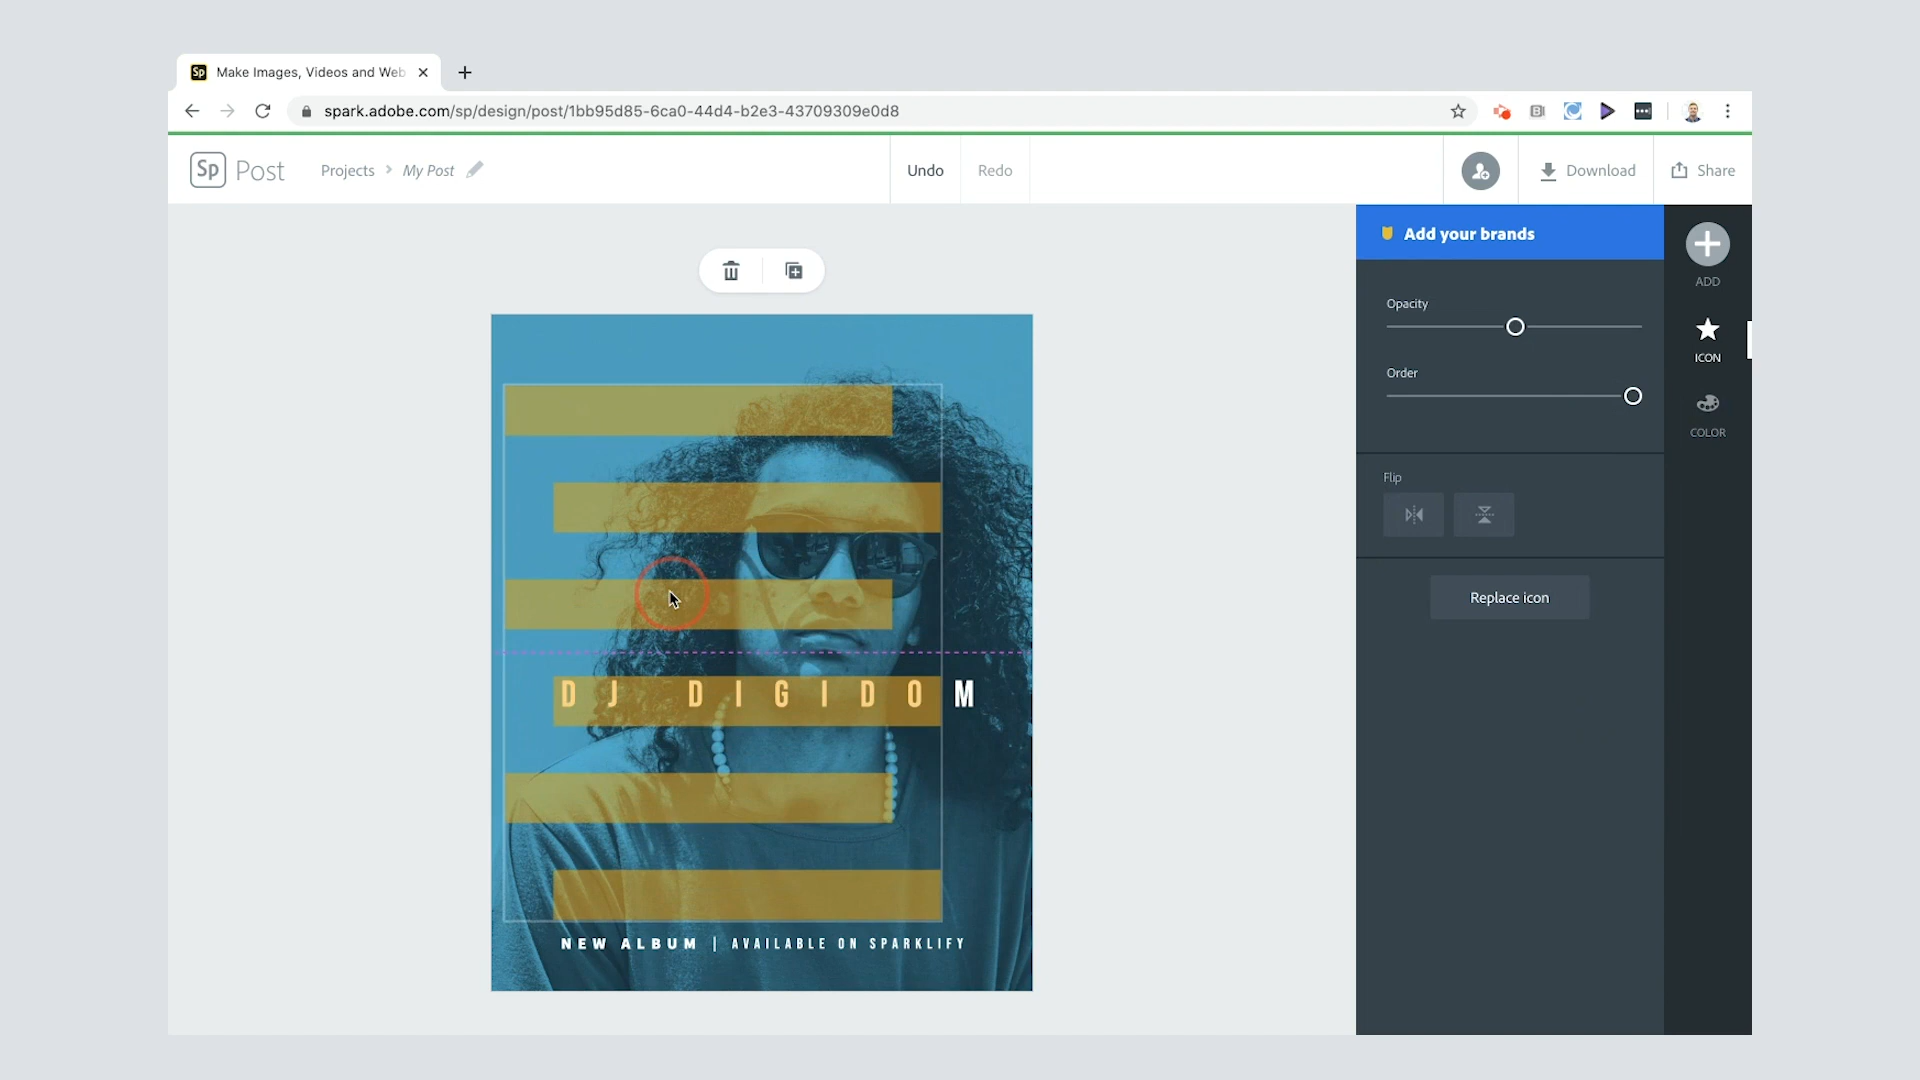 Sp Make Images, Videos and Web
spark.adobe.com/sp/design/post/1bb95d85-6ca0-44d4-b2e3-43709309e0d8
Sp Post Projects > My Post Undo Redo Download Share
Add your brands
Opacity
Order
Flip
Replace icon
ADD
ICON
COLOR
DJ DIGIDOM
NEW ALBUM | AVAILABLE ON SPARKLIFY